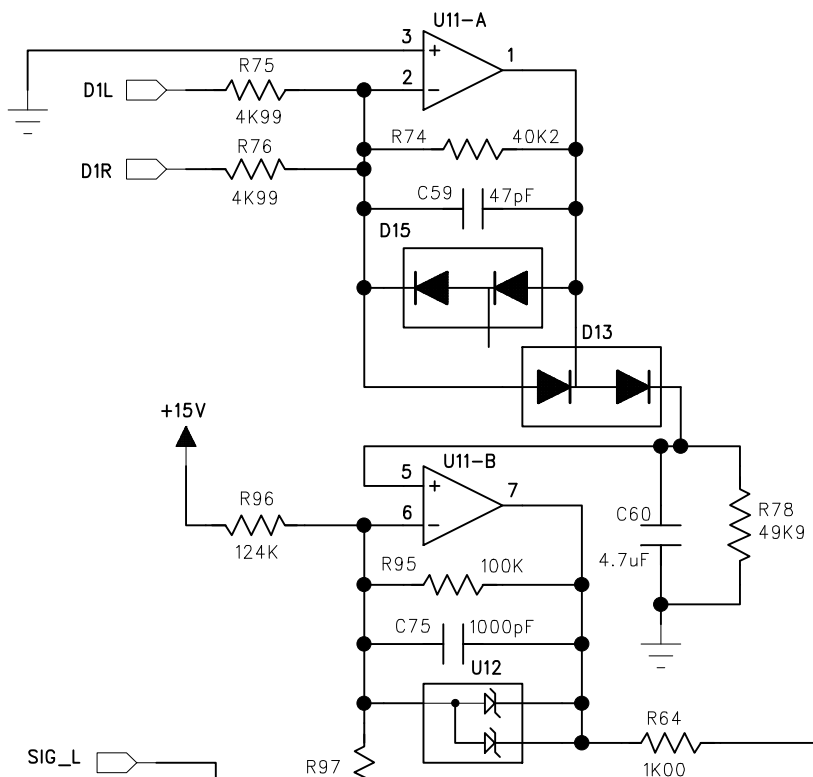 U11-A
3
1
2
D1L
R75
4K99
R74
40K2
D1R
R76
4K99
C59
47pF
D15
D13
+15V
U11-B
5
7
6
R96
124K
C60
4.7uF
R78
49K9
R95
100K
C75
1000pF
U12
R64
1K00
SIG_L
R97